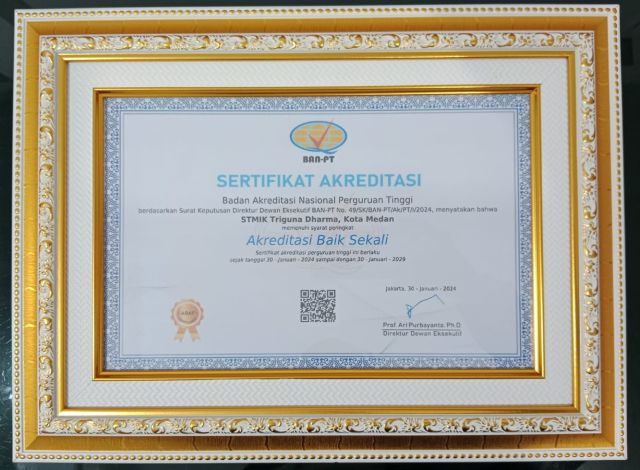 BAN-PT
SERTIFIKAT AKREDITASI
Badan Akreditasi Nasional Perguruan Tinggi
berdasarkan Surat Keputusan Direktur Dewan Eksekutif BAN-PT No. 49/SK/BAN-PT/Ak/PT/I/2024, menyatakan bahwa
STMIK Triguna Dharma, Kota Medan
memenuhi syarat peringkat
Akreditasi Baik Sekali
Sertifikat akreditasi perguruan tinggi ini berlaku
sejak tanggal 30 - Januari - 2024 sampai dengan 30 - Januari - 2029
Jakarta, 30 - Januari - 2024
Prof. Ari Purbayanto, Ph.D
Direktur Dewan Eksekutif